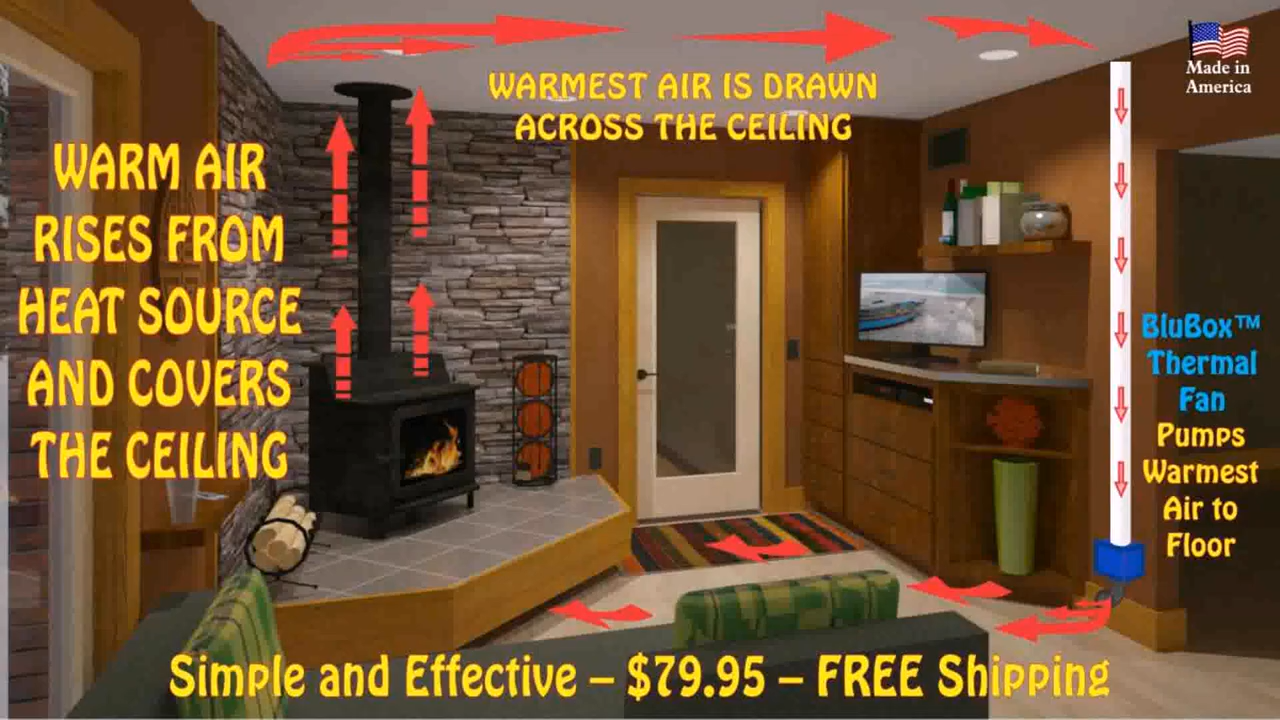 Made in
America
WARMEST AIR IS DRAWN
ACROSS THE CEILING
WARM AIR
RISES FROM
HEAT SOURCE
AND COVERS
THE CEILING
BluBox™
Thermal
Fan
Pumps
Warmest
Air to
Floor
Simple and Effective – $79.95 – FREE Shipping